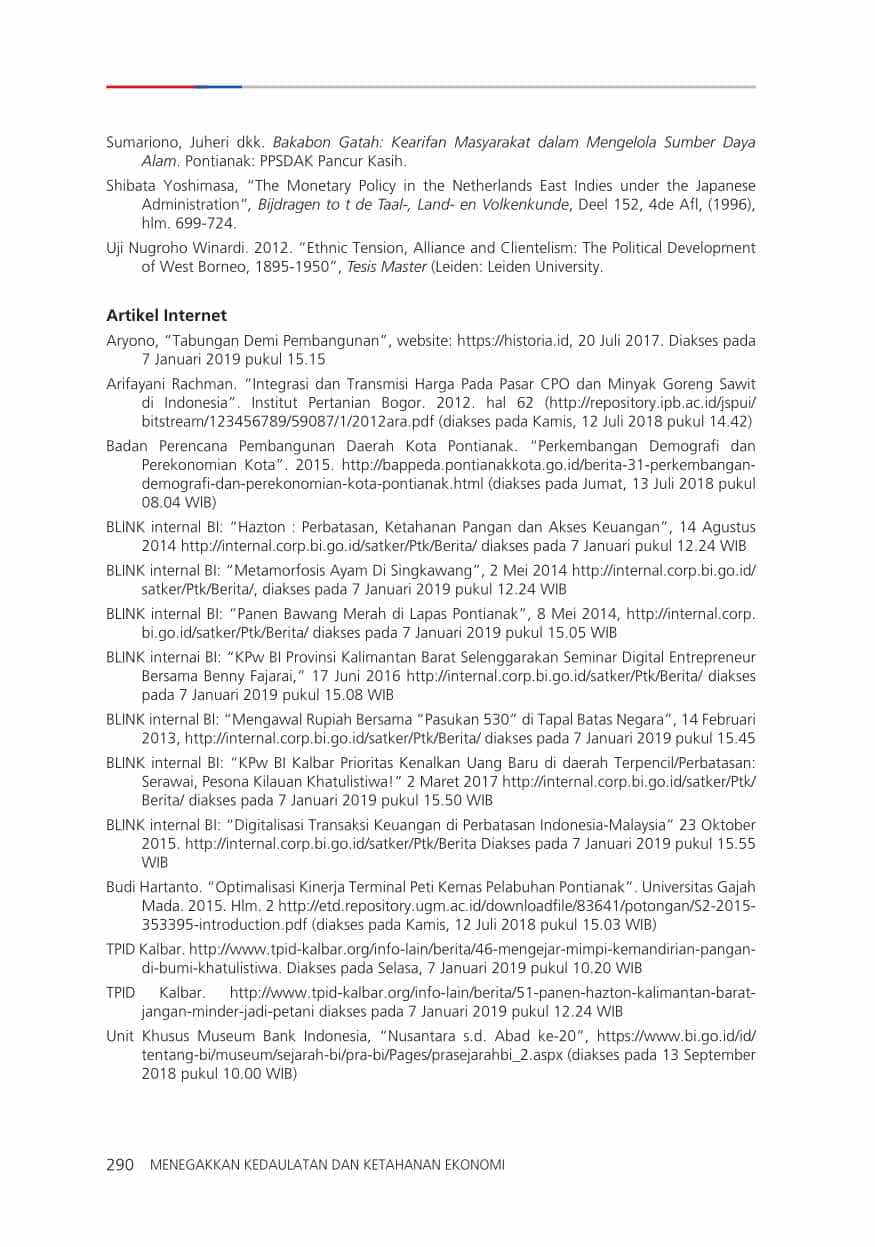 Sumariono, Juheri dkk. Bakabon Gatah: Kearifan Masyarakat dalam Mengelola Sumber Daya
Alam. Pontianak: PPSDAK Pancur Kasih.
Shibata Yoshimasa, “The Monetary Policy in the Netherlands East Indies under the Japanese
Administration”, Bijdragen to t de Taal-, Land- en Volkenkunde, Deel 152, 4de Afl, (1996),
hlm. 699-724.
Uji Nugroho Winardi. 2012. “Ethnic Tension, Alliance and Clientelism: The Political Development
of West Borneo, 1895-1950”, Tesis Master (Leiden: Leiden University.
Artikel Internet
Aryono, “Tabungan Demi Pembangunan”, website: https://historia.id, 20 Juli 2017. Diakses pada
7 Januari 2019 pukul 15.15
Arifayani Rachman. “Integrasi dan Transmisi Harga Pada Pasar CPO dan Minyak Goreng Sawit
di Indonesia”. Institut Pertanian Bogor. 2012. hal 62 (http://repository.ipb.ac.id/jspui/
bitstream/123456789/59087/1/2012ara.pdf (diakses pada Kamis, 12 Juli 2018 pukul 14.42)
Badan Perencana Pembangunan Daerah Kota Pontianak. “Perkembangan Demografi dan
Perekonomian Kota”. 2015. http://bappeda.pontianakkota.go.id/berita-31-perkembangan-
demografi-dan-perekonomian-kota-pontianak.html (diakses pada Jumat, 13 Juli 2018 pukul
08.04 WIB)
BLINK internal BI: “Hazton : Perbatasan, Ketahanan Pangan dan Akses Keuangan”, 14 Agustus
2014 http://internal.corp.bi.go.id/satker/Ptk/Berita/ diakses pada 7 Januari pukul 12.24 WIB
BLINK internal BI: “Metamorfosis Ayam Di Singkawang”, 2 Mei 2014 http://internal.corp.bi.go.id/
satker/Ptk/Berita/, diakses pada 7 Januari 2019 pukul 12.24 WIB
BLINK internal BI: “Panen Bawang Merah di Lapas Pontianak”, 8 Mei 2014, http://internal.corp.
bi.go.id/satker/Ptk/Berita/ diakses pada 7 Januari 2019 pukul 15.05 WIB
BLINK internai BI: “KPw BI Provinsi Kalimantan Barat Selenggarakan Seminar Digital Entrepreneur
Bersama Benny Fajarai,” 17 Juni 2016 http://internal.corp.bi.go.id/satker/Ptk/Berita/ diakses
pada 7 Januari 2019 pukul 15.08 WIB
BLINK internal BI: “Mengawal Rupiah Bersama “Pasukan 530” di Tapal Batas Negara”, 14 Februari
2013, http://internal.corp.bi.go.id/satker/Ptk/Berita/ diakses pada 7 Januari 2019 pukul 15.45
BLINK internal BI: “KPw BI Kalbar Prioritas Kenalkan Uang Baru di daerah Terpencil/Perbatasan:
Serawai, Pesona Kilauan Khatulistiwa!” 2 Maret 2017 http://internal.corp.bi.go.id/satker/Ptk/
Berita/ diakses pada 7 Januari 2019 pukul 15.50 WIB
BLINK internal BI: “Digitalisasi Transaksi Keuangan di Perbatasan Indonesia-Malaysia” 23 Oktober
2015. http://internal.corp.bi.go.id/satker/Ptk/Berita Diakses pada 7 Januari 2019 pukul 15.55
WIB
Budi Hartanto. “Optimalisasi Kinerja Terminal Peti Kemas Pelabuhan Pontianak”. Universitas Gajah
Mada. 2015. Hlm. 2 http://etd.repository.ugm.ac.id/downloadfile/83641/potongan/S2-2015-
353395-introduction.pdf (diakses pada Kamis, 12 Juli 2018 pukul 15.03 WIB)
TPID Kalbar. http://www.tpid-kalbar.org/info-lain/berita/46-mengejar-mimpi-kemandirian-pangan-
di-bumi-khatulistiwa. Diakses pada Selasa, 7 Januari 2019 pukul 10.20 WIB
TPID Kalbar. http://www.tpid-kalbar.org/info-lain/berita/51-panen-hazton-kalimantan-barat-
jangan-minder-jadi-petani diakses pada 7 Januari 2019 pukul 12.24 WIB
Unit Khusus Museum Bank Indonesia, “Nusantara s.d. Abad ke-20”, https://www.bi.go.id/id/
tentang-bi/museum/sejarah-bi/pra-bi/Pages/prasejarahbi_2.aspx (diakses pada 13 September
2018 pukul 10.00 WIB)
290 MENEGAKKAN KEDAULATAN DAN KETAHANAN EKONOMI